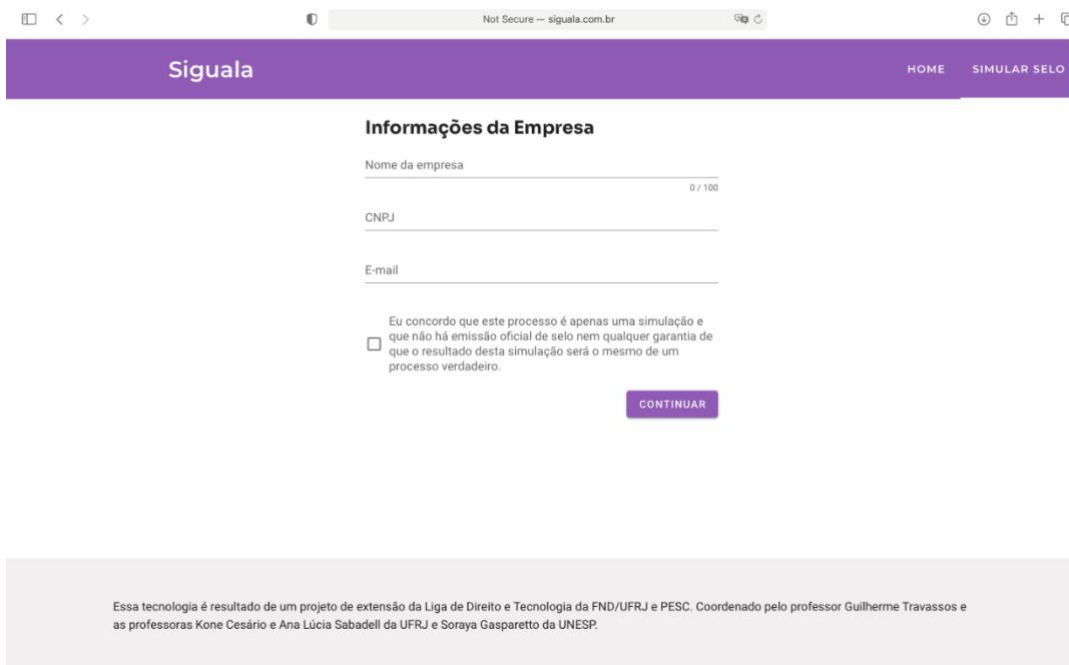 Not Secure — siguala.com.br
Siguala
HOME
SIMULAR SELO
Informações da Empresa
Nome da empresa
0 / 100
CNPJ
E-mail
Eu concordo que este processo é apenas uma simulação e
que não há emissão oficial de selo nem qualquer garantia de
que o resultado desta simulação será o mesmo de um
processo verdadeiro.
CONTINUAR
Essa tecnologia é resultado de um projeto de extensão da Liga de Direito e Tecnologia da FND/UFRJ e PESC. Coordenado pelo professor Guilherme Travassos e
as professoras Kone Cesário e Ana Lúcia Sabadell da UFRJ e Soraya Gasparetto da UNESP.